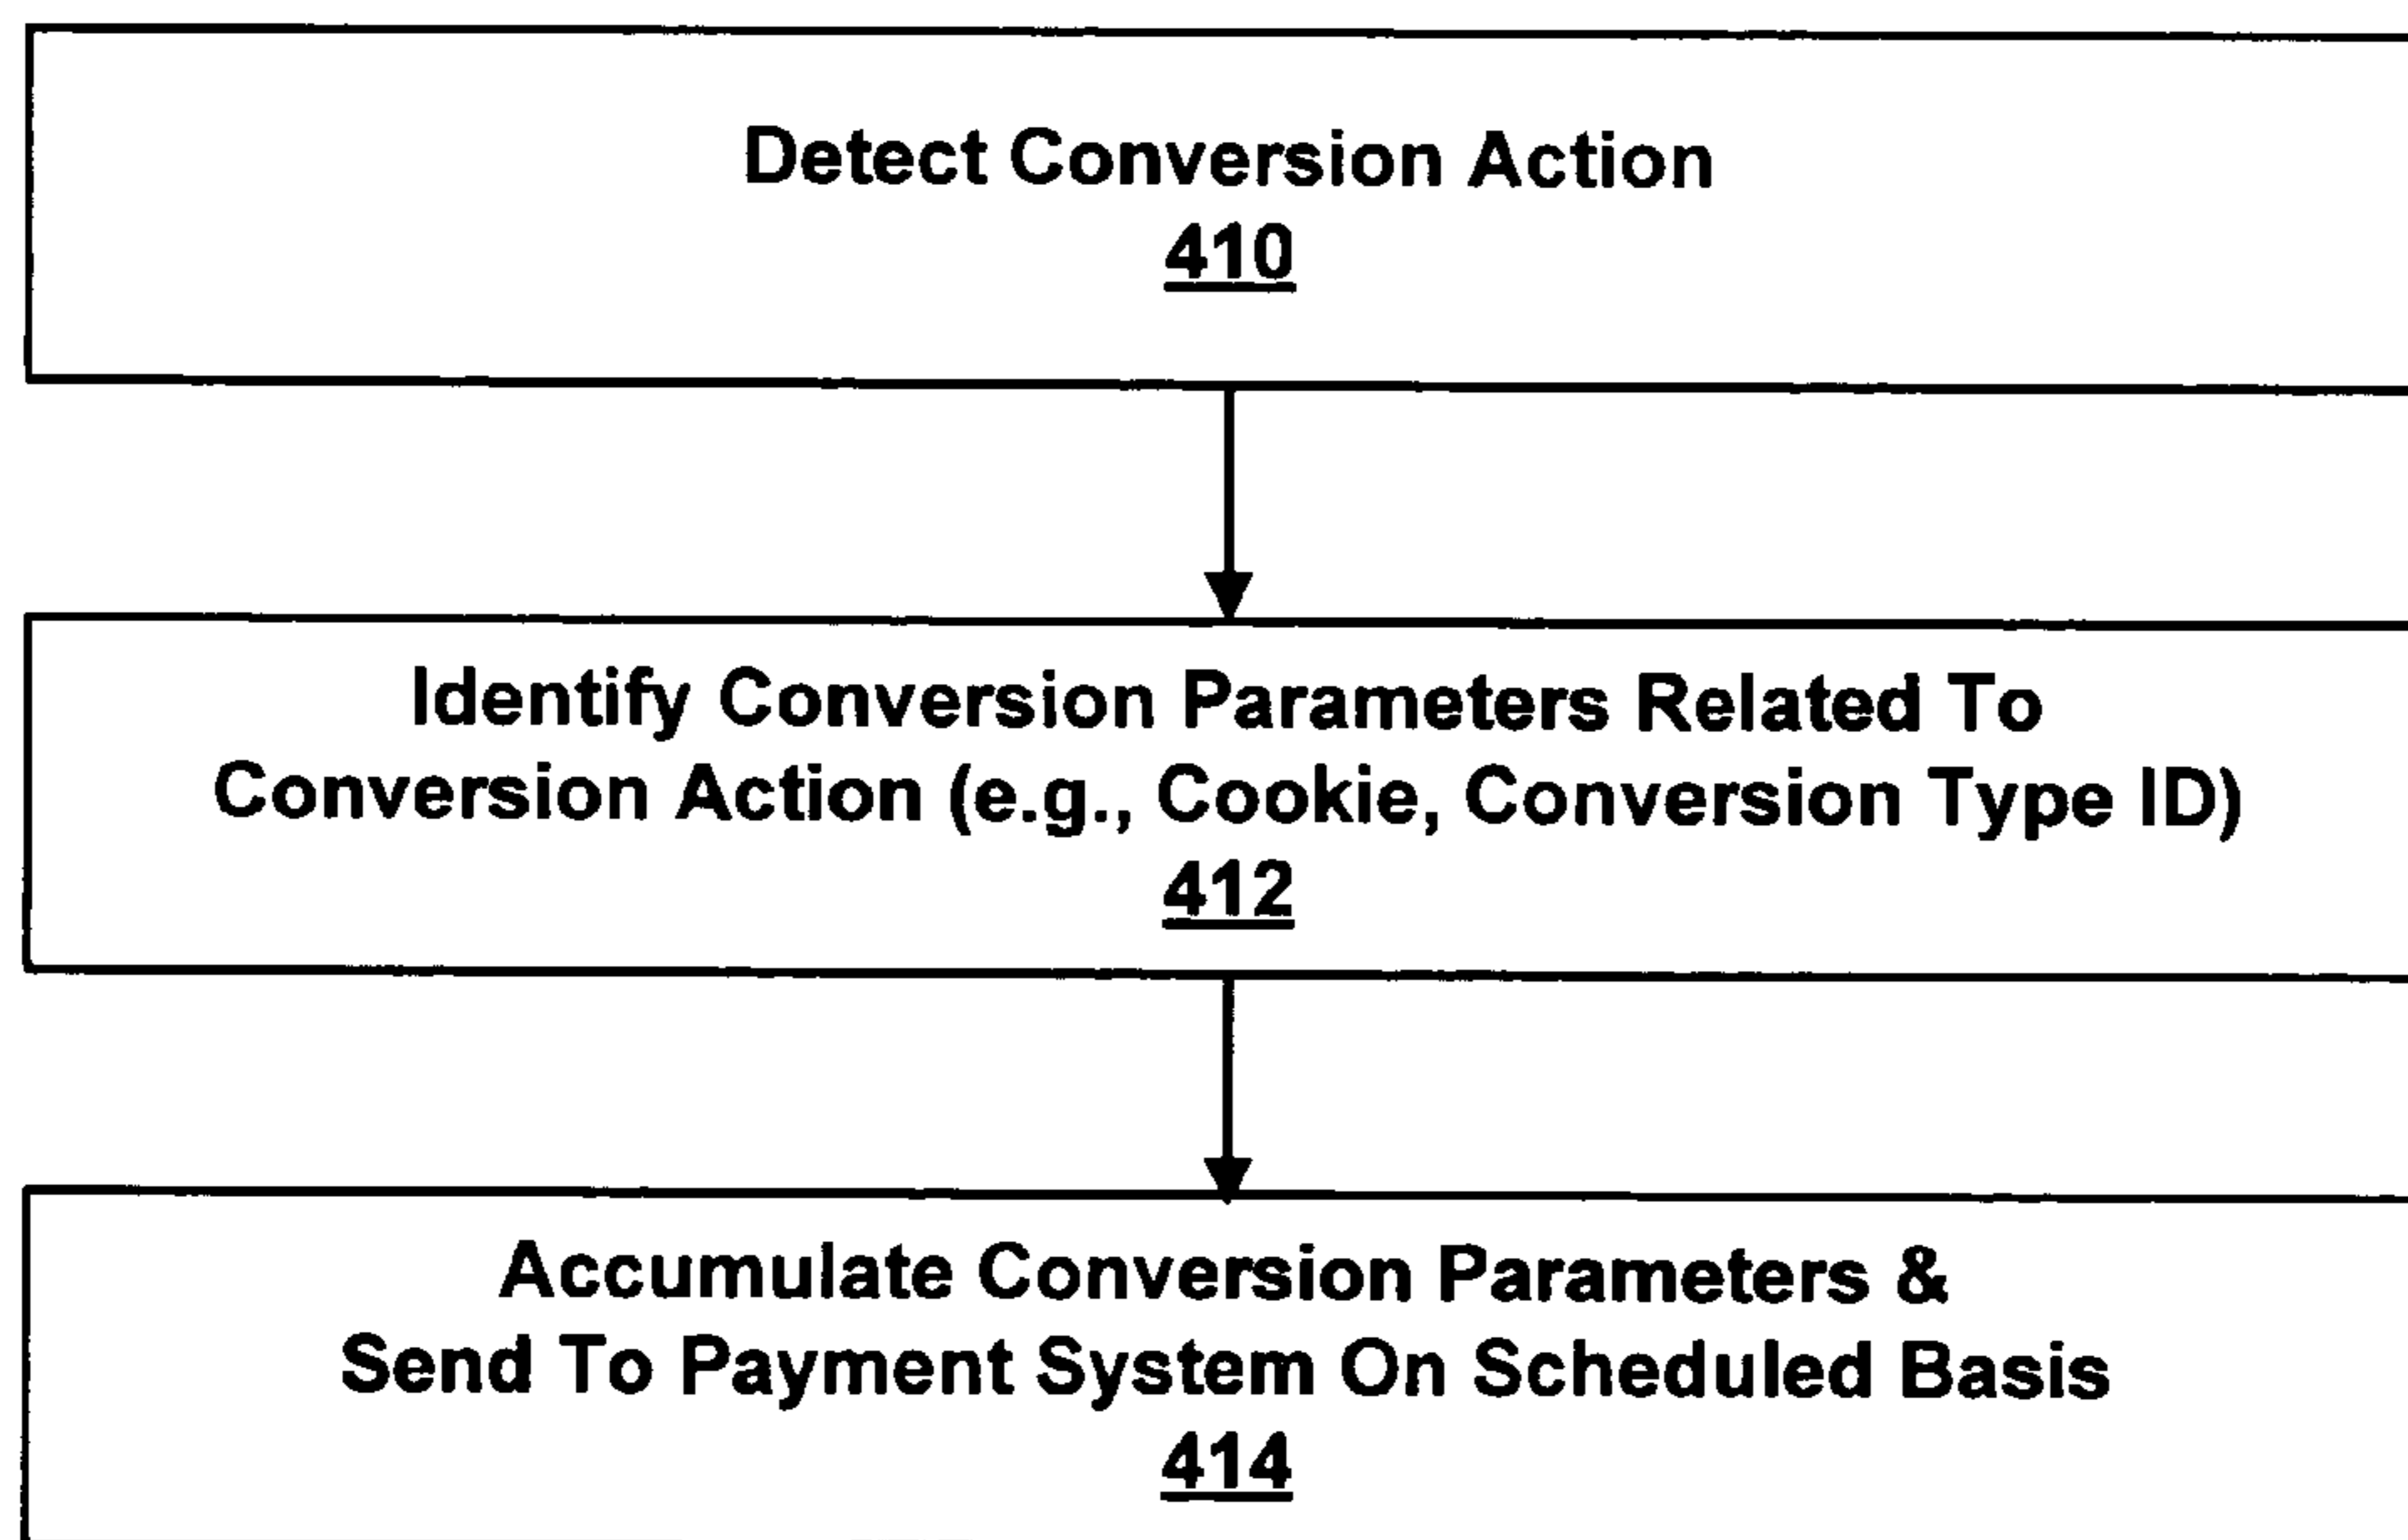 Detect Conversion Action
410
Identify Conversion Parameters Related To
Conversion Action (e.g., Cookie, Conversion Type ID)
412
Accumulate Conversion Parameters &
Send To Payment System On Scheduled Basis
414